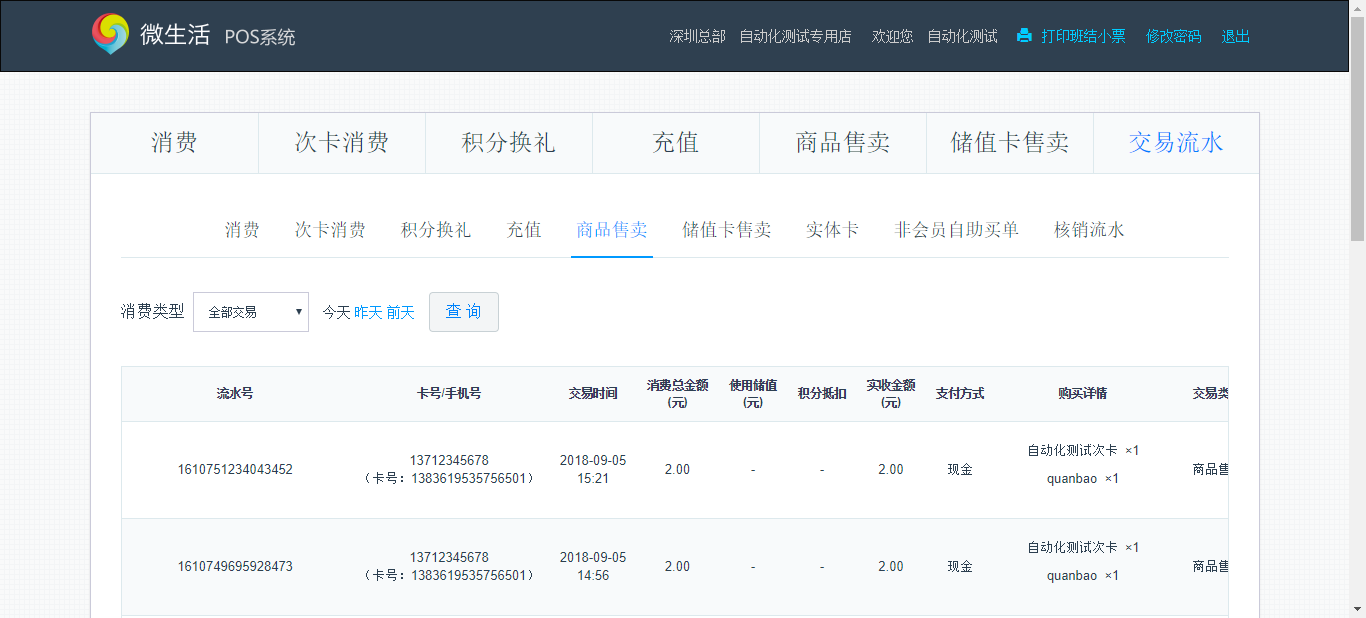 微生活 POS系统 深圳总部 自动化测试专用店 欢迎您 自动化测试 打印班结小票 修改密码 退出
消费 次卡消费 积分换礼 充值 商品售卖 储值卡售卖 交易流水
消费 次卡消费 积分换礼 充值 商品售卖 储值卡售卖 实体卡 非会员自助买单 核销流水
消费类型 全部交易 今天 昨天 前天 查 询
流水号 卡号/手机号 交易时间 消费总金额(元) 使用储值(元) 积分抵扣 实收金额(元) 支付方式 购买详情 交易类
1610751234043452 13712345678 2018-09-05 2.00 - - 2.00 现金 自动化测试次卡 ×1 商品售
（卡号：1383619535756501） 15:21 quanbao ×1
1610749695928473 13712345678 2018-09-05 2.00 - - 2.00 现金 自动化测试次卡 ×1 商品售
（卡号：1383619535756501） 14:56 quanbao ×1